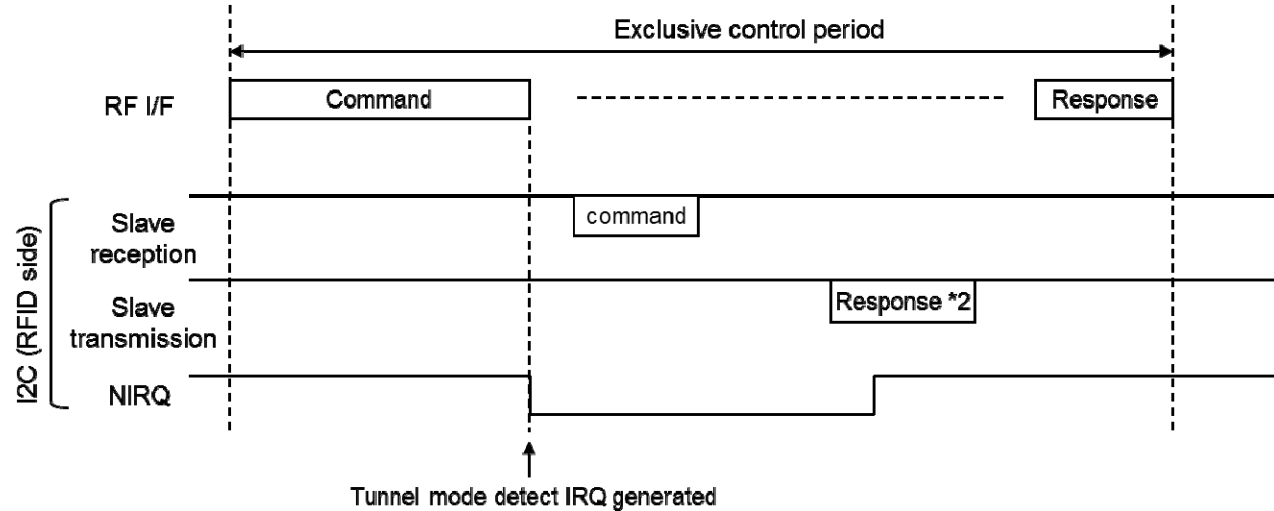 Exclusive control period
RF I/F
Command
Response
I2C (RFID side)
Slave
reception
command
Slave
transmission
Response *2
NIRQ
Tunnel mode detect IRQ generated